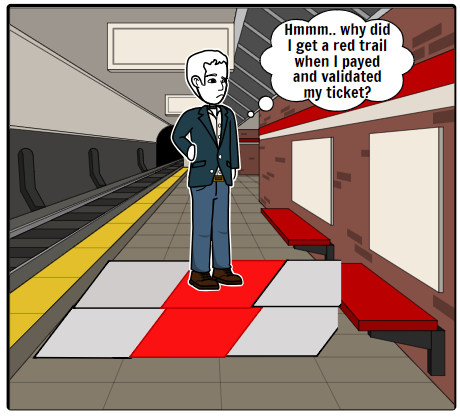 Hmmm.. why did
I get a red trail
when I payed
and validated
my ticket?